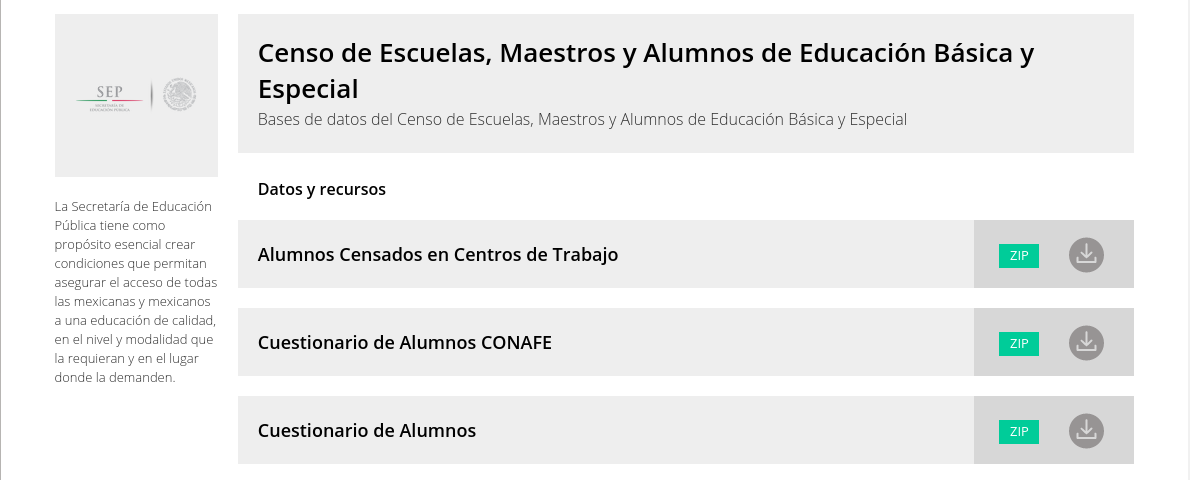 SEP
SECRETARÍA DE
EDUCACIÓN PÚBLICA
Censo de Escuelas, Maestros y Alumnos de Educación Básica y
Especial
Bases de datos del Censo de Escuelas, Maestros y Alumnos de Educación Básica y Especial
La Secretaría de Educación
Pública tiene como
propósito esencial crear
condiciones que permitan
asegurar el acceso de todas
las mexicanas y mexicanos
a una educación de calidad,
en el nivel y modalidad que
la requieran y en el lugar
donde la demanden.
Datos y recursos
Alumnos Censados en Centros de Trabajo
ZIP
Cuestionario de Alumnos CONAFE
ZIP
Cuestionario de Alumnos
ZIP